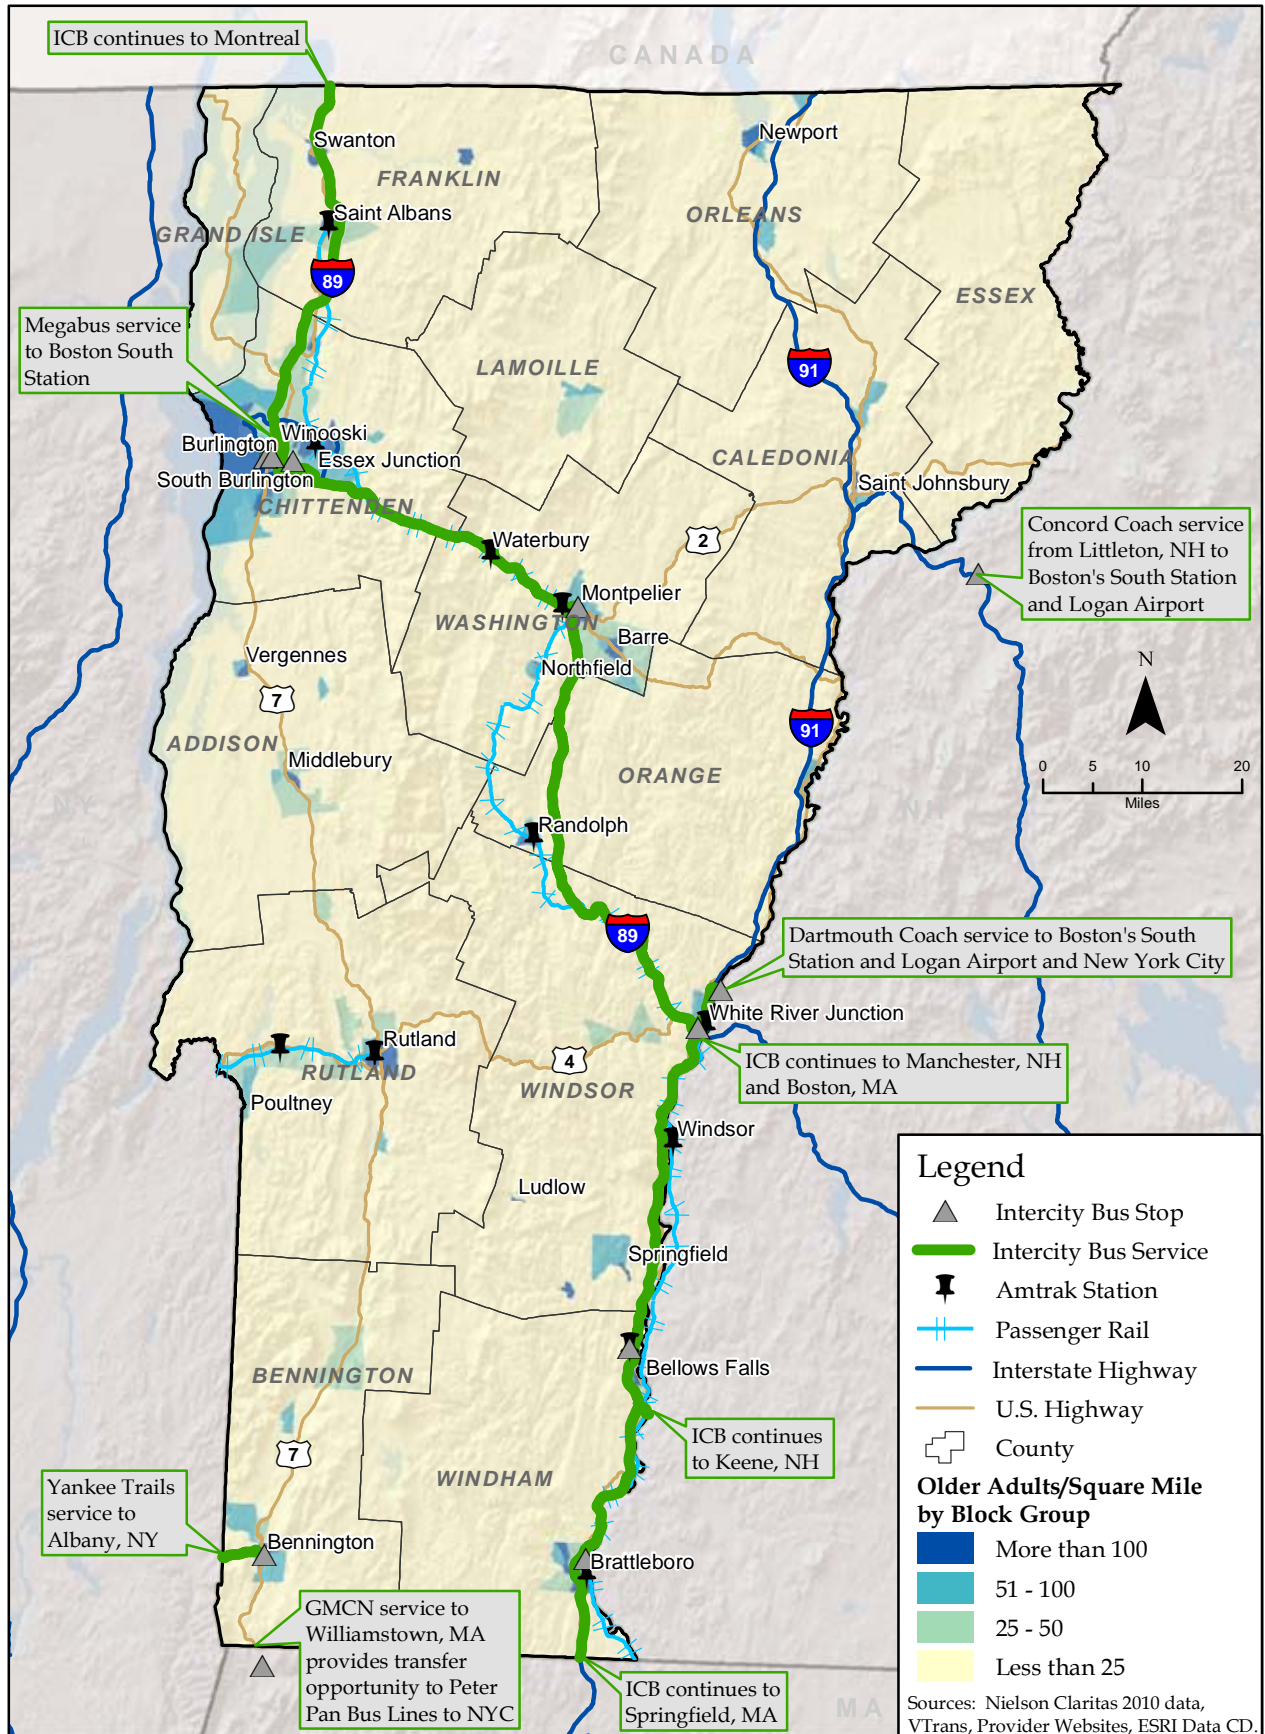 ICB continues to Montreal
CANADA
Swanton
Newport
FRANKLIN
Saint Albans
ORLEANS
GRAND ISLE
89
ESSEX
Megabus service
to Boston South
Station
LAMOILLE
91
Winooski
Burlington
Essex Junction
CALEDONIA
South Burlington
Saint Johnsbury
CHITTENDEN
Concord Coach service
from Littleton, NH to
Boston's South Station
and Logan Airport
Waterbury
2
Montpelier
WASHINGTON
Barre
Vergennes
Northfield
N
7
91
ADDISON
Middlebury
ORANGE
0 5 10 20
Miles
NY
Randolph
89
Dartmouth Coach service to Boston's South
Station and Logan Airport and New York City
White River Junction
Rutland
4
ICB continues to Manchester, NH
and Boston, MA
RUTLAND
WINDSOR
Poultney
Windsor
Ludlow
Springfield
Bellows Falls
BENNINGTON
ICB continues
to Keene, NH
7
WINDHAM
Yankee Trails
service to
Albany, NY
Bennington
Brattleboro
GMCN service to
Williamstown, MA
provides transfer
opportunity to Peter
Pan Bus Lines to NYC
ICB continues to
Springfield, MA
MA
Legend
Intercity Bus Stop
Intercity Bus Service
Amtrak Station
Passenger Rail
Interstate Highway
U.S. Highway
County
Older Adults/Square Mile
by Block Group
More than 100
51 - 100
25 - 50
Less than 25
Sources: Nielson Claritas 2010 data,
VTrans, Provider Websites, ESRI Data CD.